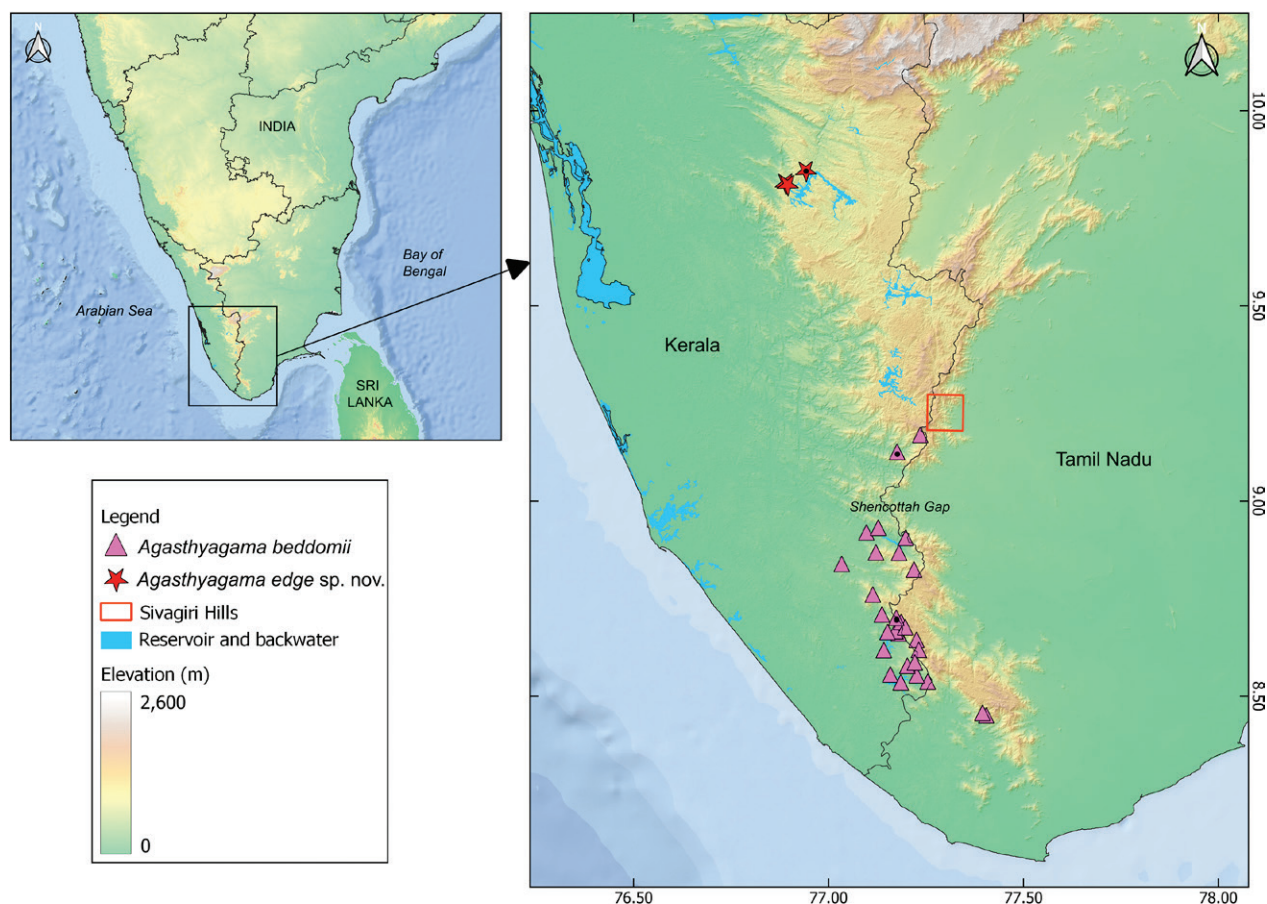 N
INDIA
Bay of
Bengal
Arabian Sea
SRI
LANKA
Legend
Agasthyagama beddomii
Agasthyagama edge sp. nov.
Sivagiri Hills
Reservoir and backwater
Elevation (m)
2,600
0
N
10.00
9.50
Kerala
Tamil Nadu
9.00
Shencottah Gap
8.50
76.50
77.00
77.50
78.00